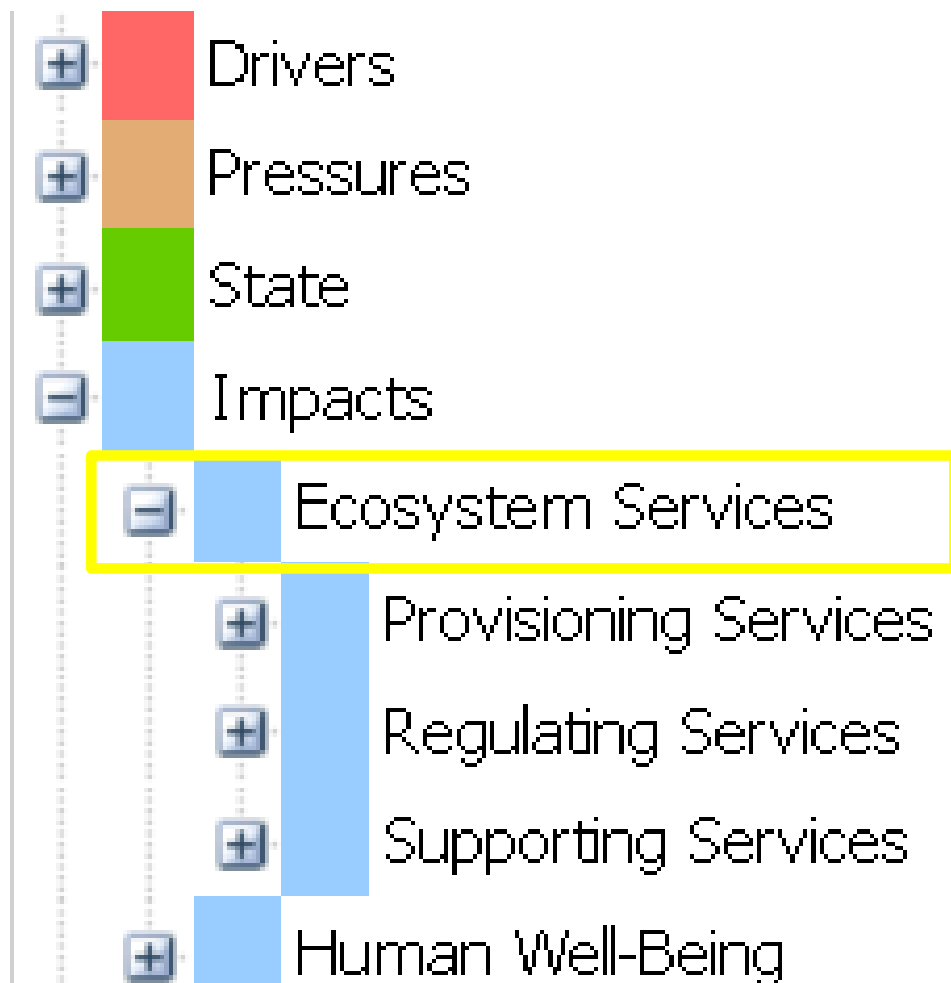 Drivers
Pressures
State
Impacts
Ecosystem Services
Provisioning Services
Regulating Services
Supporting Services
Human Well-Being